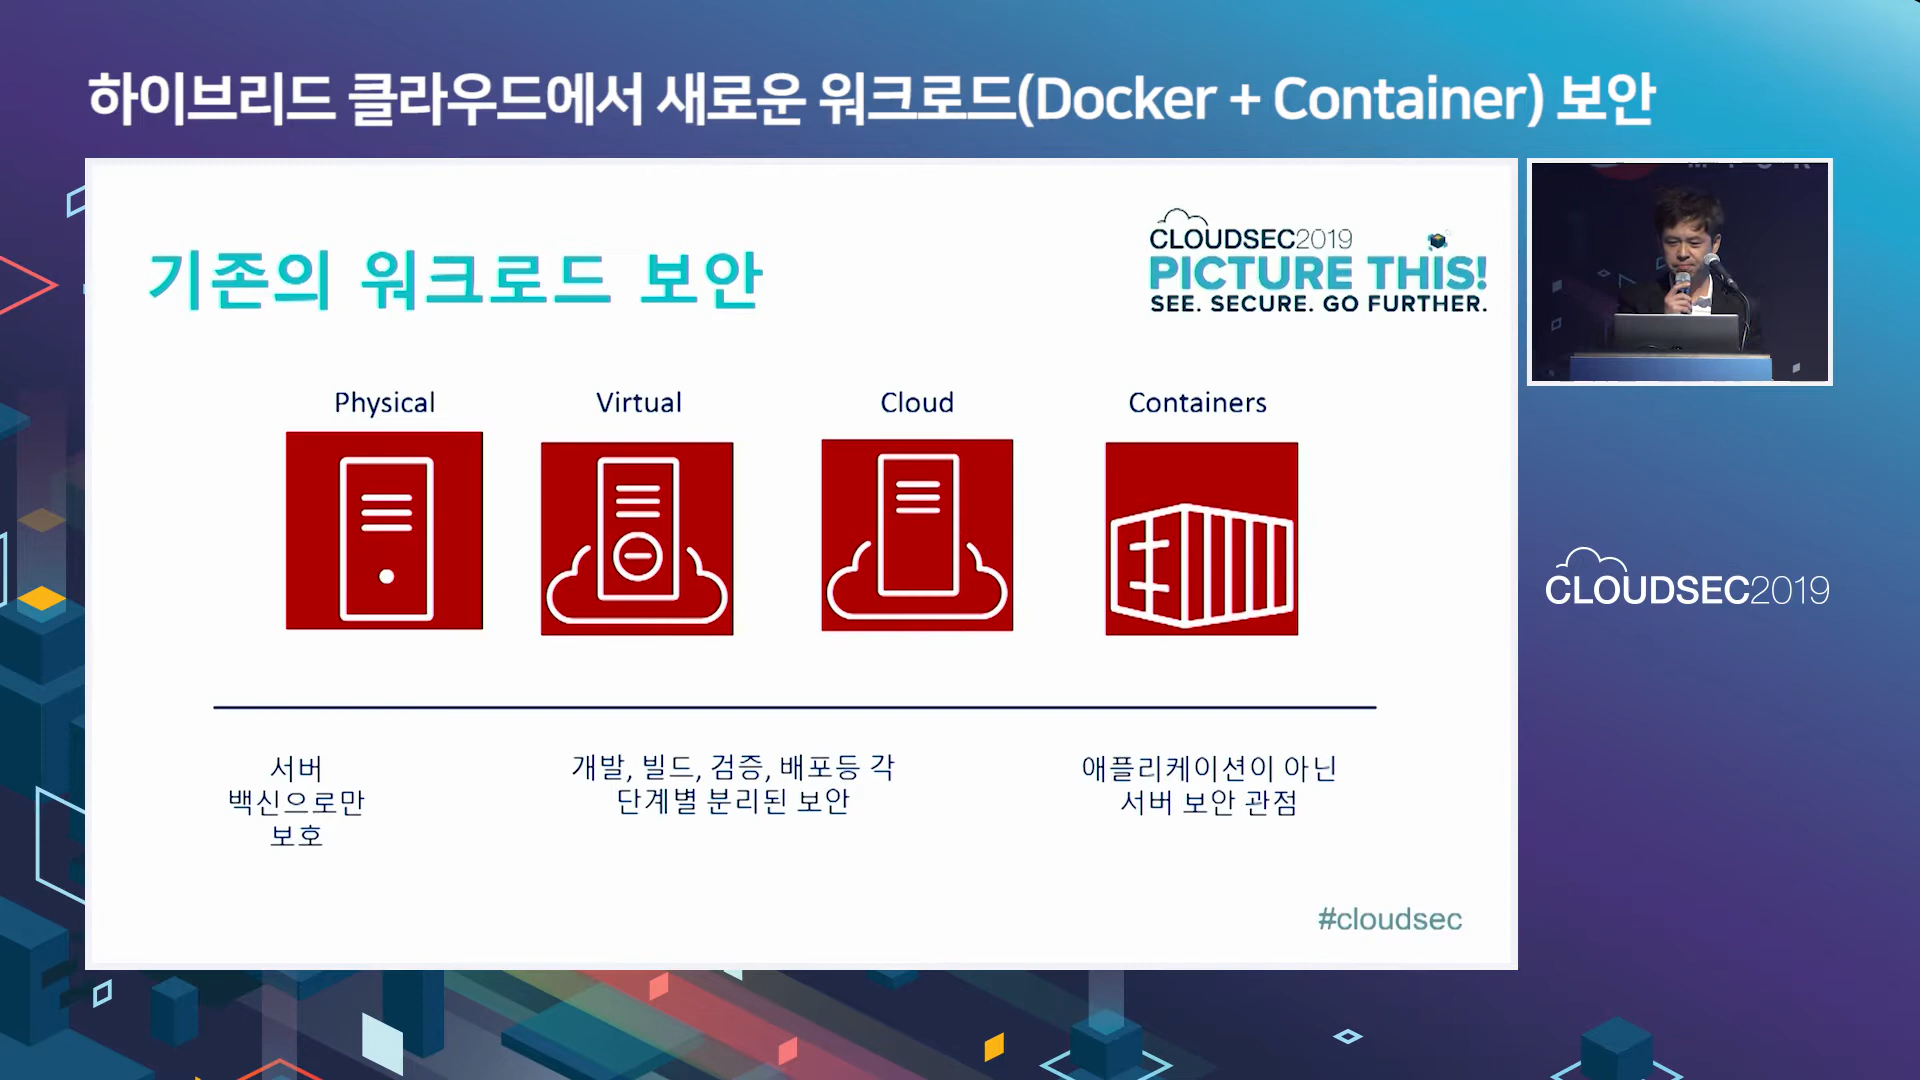 하이브리드 클라우드에서 새로운 워크로드(Docker + Container) 보안
기존의 워크로드 보안
CLOUDSEC2019
PICTURE THIS!
SEE. SECURE. GO FURTHER.
Physical
Virtual
Cloud
Containers
서버
백신으로만
보호
개발, 빌드, 검증, 배포등 각
단계별 분리된 보안
애플리케이션이 아닌
서버 보안 관점
#cloudsec
CLOUDSEC2019